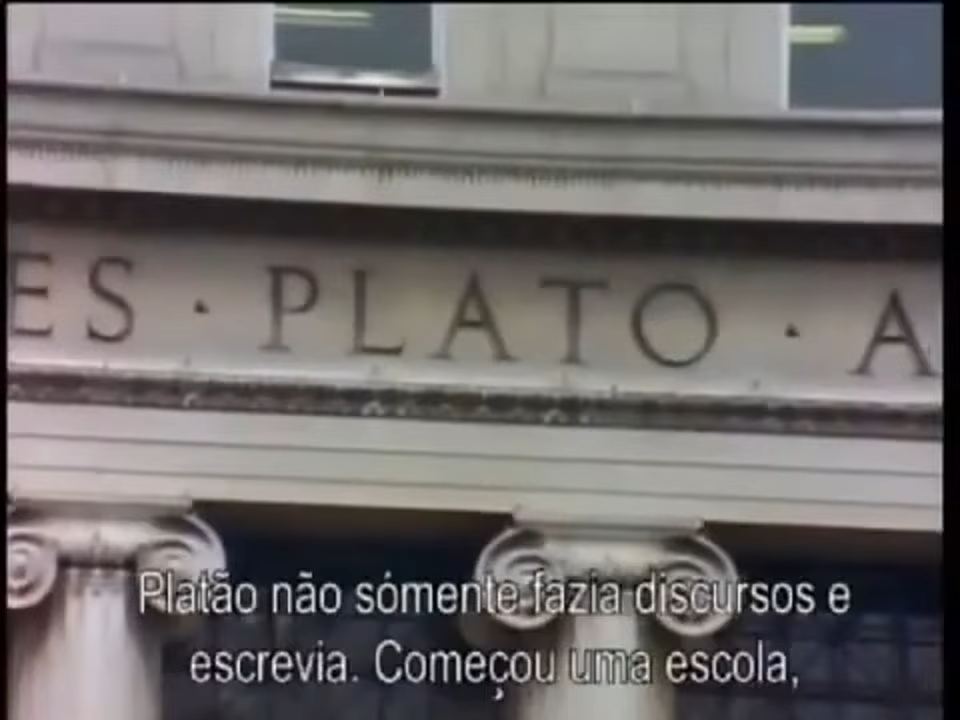 ES · PLATO · A
Platão não sómente fazia discursos e
escrevia. Começou uma escola,